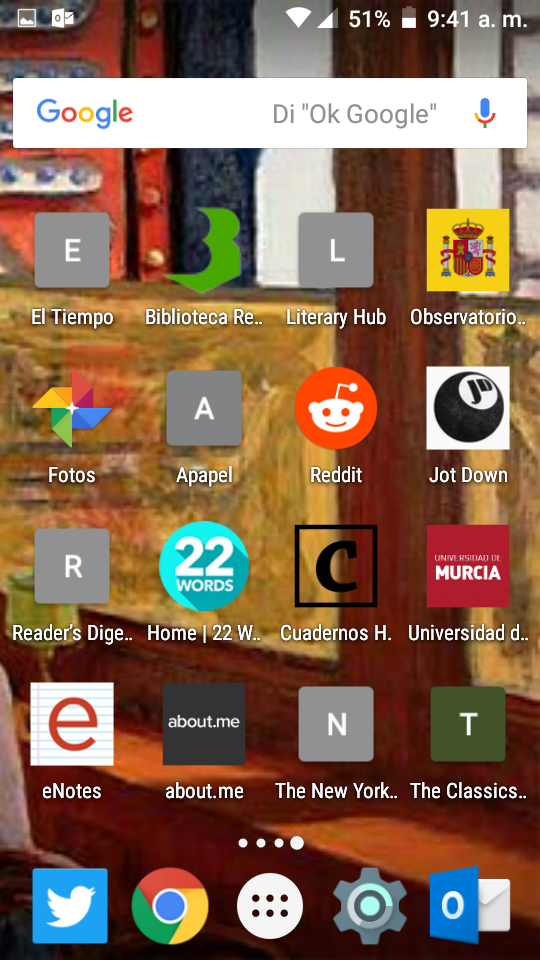 51% 9:41 a. m.
Google Di "Ok Google"
E L
El Tiempo Biblioteca Re.. Literary Hub Observatorio..
A JD
Fotos Apapel Reddit Jot Down
R 22 WORDS C UNIVERSIDAD DE MURCIA
Reader's Dige.. Home | 22 W.. Cuadernos H. Universidad d..
e about.me N T
eNotes about.me The New York.. The Classics..
O